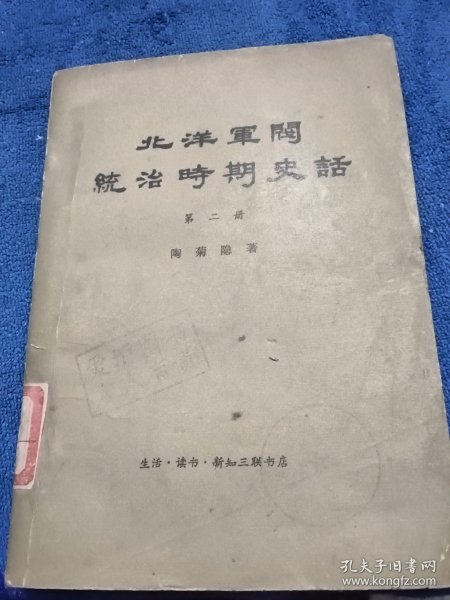 北洋軍閥
統治時期史話
第二册
陶菊隐著
生活·读书·新知三联书店
孔夫子旧书网
www.kongfz.com